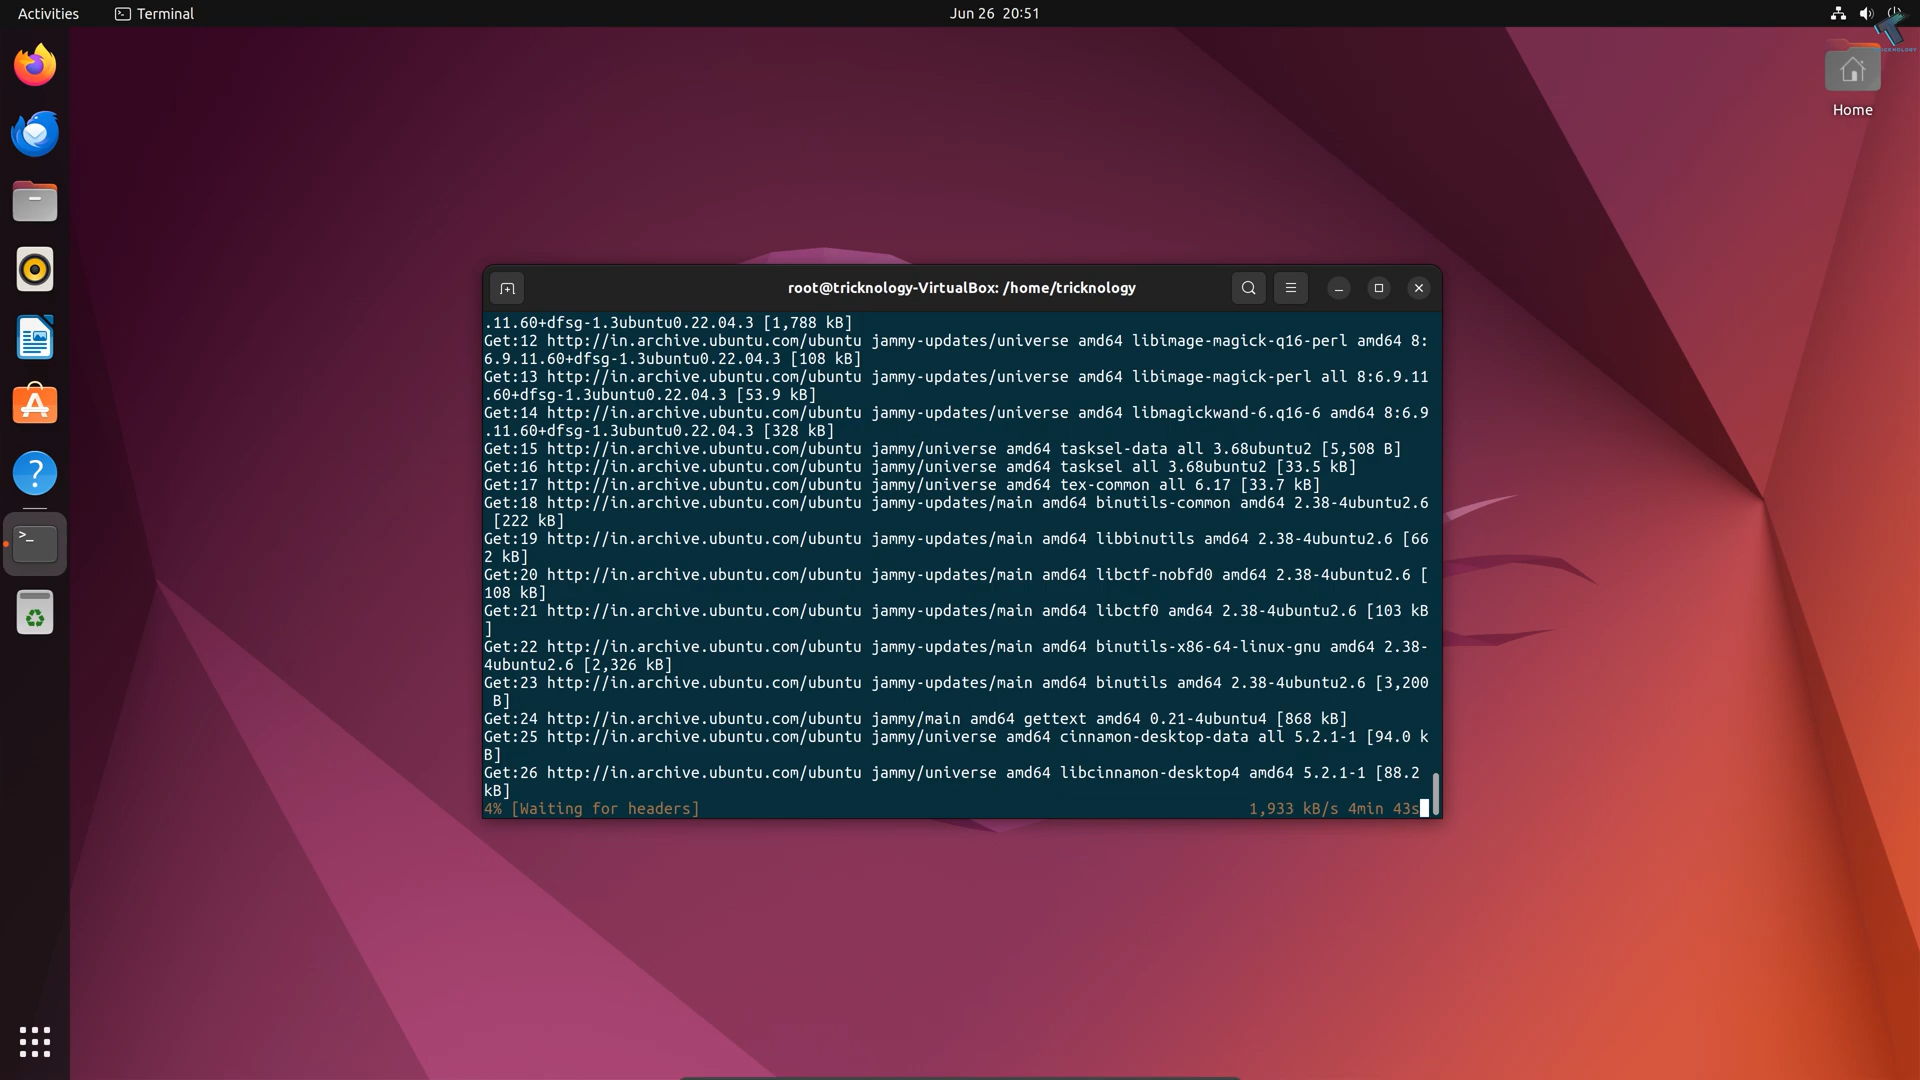 Activities
Terminal
Jun 26 20:51
Home
root@tricknology-VirtualBox: /home/tricknology
.11.60+dfsg-1.3ubuntu0.22.04.3 [1,788 kB]
Get:12 http://in.archive.ubuntu.com/ubuntu jammy-updates/universe amd64 libimage-magick-q16-perl amd64 8:
6.9.11.60+dfsg-1.3ubuntu0.22.04.3 [108 kB]
Get:13 http://in.archive.ubuntu.com/ubuntu jammy-updates/universe amd64 libimage-magick-perl all 8:6.9.11
.60+dfsg-1.3ubuntu0.22.04.3 [53.9 kB]
Get:14 http://in.archive.ubuntu.com/ubuntu jammy-updates/universe amd64 libmagickwand-6.q16-6 amd64 8:6.9
.11.60+dfsg-1.3ubuntu0.22.04.3 [328 kB]
Get:15 http://in.archive.ubuntu.com/ubuntu jammy/universe amd64 tasksel-data all 3.68ubuntu2 [5,508 B]
Get:16 http://in.archive.ubuntu.com/ubuntu jammy/universe amd64 tasksel all 3.68ubuntu2 [33.5 kB]
Get:17 http://in.archive.ubuntu.com/ubuntu jammy/universe amd64 tex-common all 6.17 [33.7 kB]
Get:18 http://in.archive.ubuntu.com/ubuntu jammy-updates/main amd64 binutils-common amd64 2.38-4ubuntu2.6
 [222 kB]
Get:19 http://in.archive.ubuntu.com/ubuntu jammy-updates/main amd64 libbinutils amd64 2.38-4ubuntu2.6 [66
2 kB]
Get:20 http://in.archive.ubuntu.com/ubuntu jammy-updates/main amd64 libctf-nobfd0 amd64 2.38-4ubuntu2.6 [
108 kB]
Get:21 http://in.archive.ubuntu.com/ubuntu jammy-updates/main amd64 libctf0 amd64 2.38-4ubuntu2.6 [103 kB
]
Get:22 http://in.archive.ubuntu.com/ubuntu jammy-updates/main amd64 binutils-x86-64-linux-gnu amd64 2.38-
4ubuntu2.6 [2,326 kB]
Get:23 http://in.archive.ubuntu.com/ubuntu jammy-updates/main amd64 binutils amd64 2.38-4ubuntu2.6 [3,200
 B]
Get:24 http://in.archive.ubuntu.com/ubuntu jammy/main amd64 gettext amd64 0.21-4ubuntu4 [868 kB]
Get:25 http://in.archive.ubuntu.com/ubuntu jammy/universe amd64 cinnamon-desktop-data all 5.2.1-1 [94.0 k
B]
Get:26 http://in.archive.ubuntu.com/ubuntu jammy/universe amd64 libcinnamon-desktop4 amd64 5.2.1-1 [88.2
kB]
4% [Waiting for headers] 1,933 kB/s 4min 43s